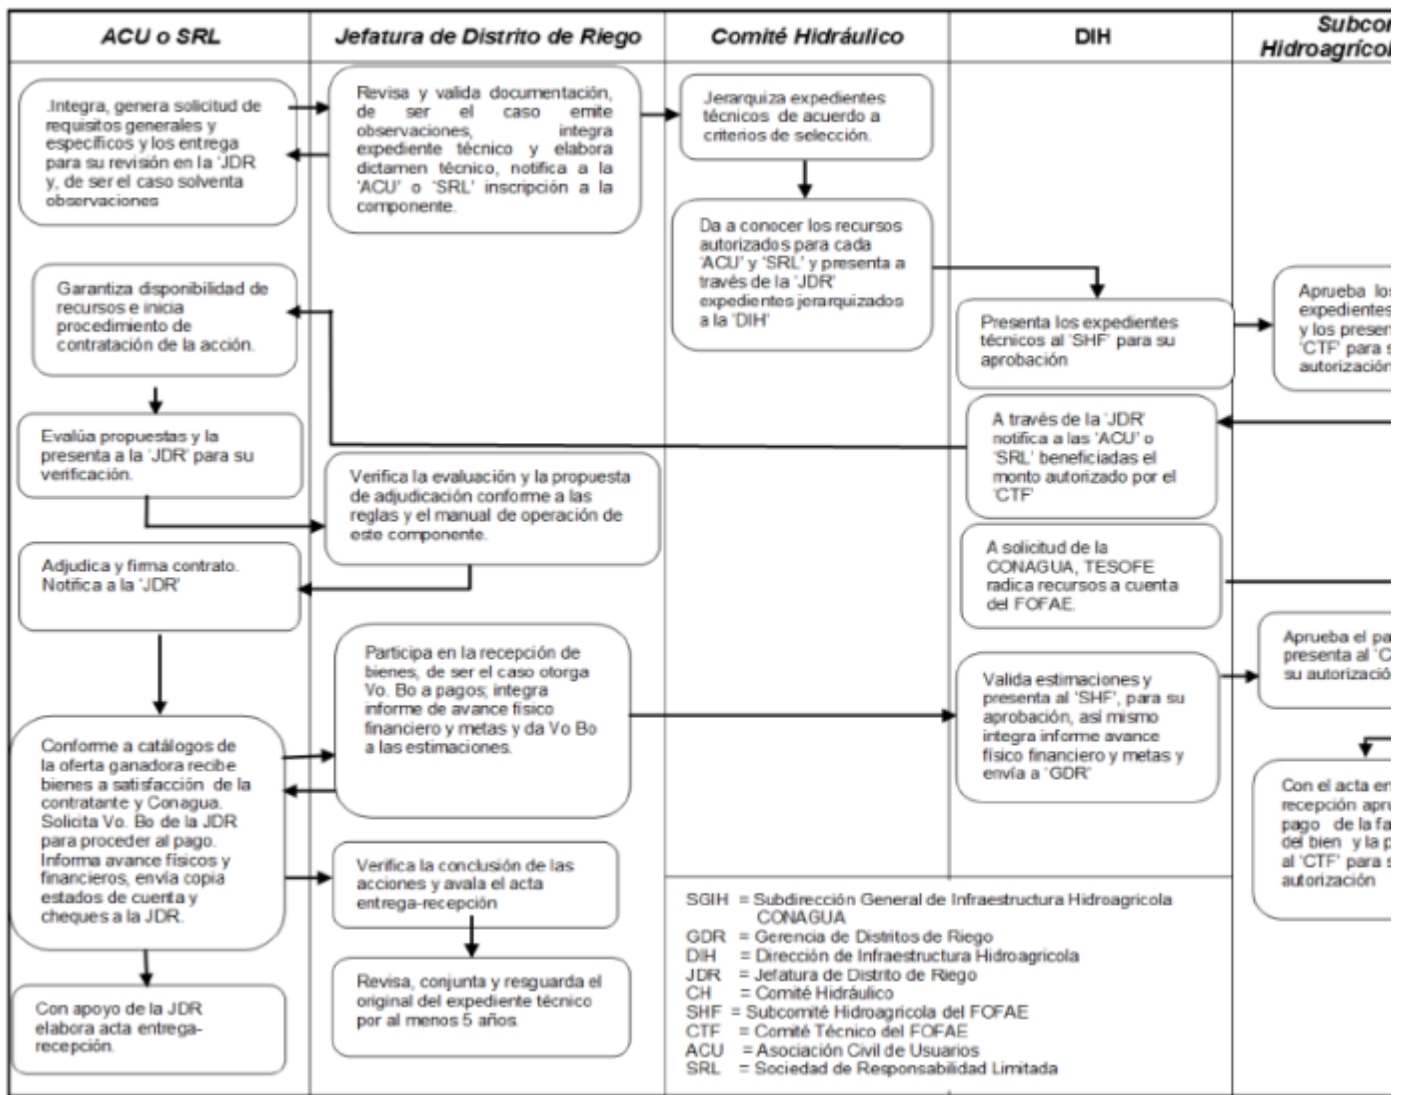 ACU o SRL
Jefatura de Distrito de Riego
Comité Hidráulico
DIH
Subcor
Hidroagrícol
.Integra, genera solicitud de
requisitos generales y
específicos y los entrega
para su revisión en la 'JDR
y, de ser el caso solventa
observaciones
Revisa y valida documentación,
de ser el caso emite
observaciones, integra
expediente técnico y elabora
dictamen técnico, notifica a la
'ACU' o 'SRL' inscripción a la
componente.
Jerarquiza expedientes
técnicos de acuerdo a
criterios de selección.
Da a conocer los recursos
autorizados para cada
'ACU' y 'SRL' y presenta a
través de la 'JDR'
expedientes jerarquizados
a la 'DIH'
Garantiza disponibilidad de
recursos e inicia
procedimiento de
contratación de la acción.
Presenta los expedientes
técnicos al 'SHF' para su
aprobación
Aprueba los
expedientes
y los presen
'CTF' para s
autorización
Evalúa propuestas y la
presenta a la 'JDR' para su
verificación.
A través de la 'JDR'
notifica a las 'ACU' o
'SRL' beneficiadas el
monto autorizado por el
'CTF'
Verifica la evaluación y la propuesta
de adjudicación conforme a las
reglas y el manual de operación de
este componente.
A solicitud de la
CONAGUA, TESOFE
radica recursos a cuenta
del FOFAE.
Adjudica y firma contrato.
Notifica a la 'JDR'
Participa en la recepción de
bienes, de ser el caso otorga
Vo. Bo a pagos; integra
informe de avance físico
financiero y metas y da Vo Bo
a las estimaciones.
Valida estimaciones y
presenta al 'SHF', para su
aprobación, así mismo
integra informe avance
físico financiero y metas y
envía a 'GDR'
Aprueba el pa
presenta al 'C
su autorizació
Conforme a catálogos de
la oferta ganadora recibe
bienes a satisfacción de la
contratante y Conagua.
Solicita Vo. Bo de la JDR
para proceder al pago.
Informa avance físicos y
financieros, envía copia
estados de cuenta y
cheques a la JDR.
Con el acta en
recepción apru
pago de la fa
del bien y la p
al 'CTF' para s
autorización
Verifica la conclusión de las
acciones y avala el acta
entrega-recepción
Revisa, conjunta y resguarda el
original del expediente técnico
por al menos 5 años.
Con apoyo de la JDR
elabora acta entrega-
recepción.
SGIH = Subdirección General de Infraestructura Hidroagricola
CONAGUA
GDR = Gerencia de Distritos de Riego
DIH = Dirección de Infraestructura Hidroagricola
JDR = Jefatura de Distrito de Riego
CH = Comité Hidráulico
SHF = Subcomité Hidroagricola del FOFAE
CTF = Comité Técnico del FOFAE
ACU = Asociación Civil de Usuarios
SRL = Sociedad de Responsabilidad Limitada